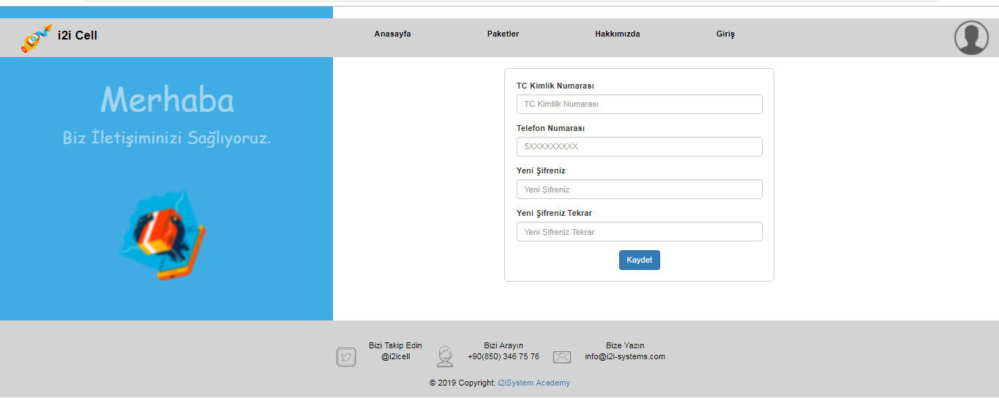 i2i Cell
Anasayfa
Paketler
Hakkımızda
Giriş
Merhaba
Biz İletişiminizi Sağlıyoruz.
TC Kimlik Numarası
TC Kimlilk Numarası
Telefon Numarası
5XXXXXXXXX
Yeni Şifreniz
Yeni Şifreniz
Yeni Şifreniz Tekrar
Yeni Şifreniz Tekrar
Kaydet
Bizi Takip Edin
@i2icell
Bizi Arayın
+90(850) 346 75 76
Bize Yazın
info@i2i-systems.com
© 2019 Copyright: i2iSystem Academy